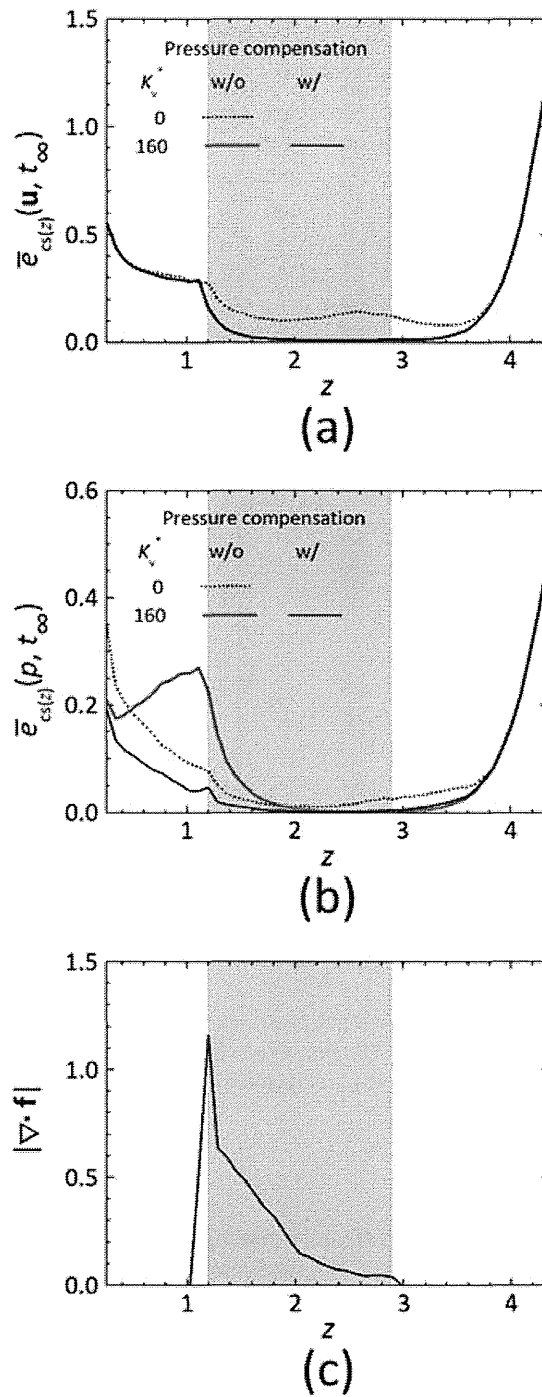 1.5
Pressure compensation
K_v^* w/o w/
0
160
1.0
0.5
0.0
ē_cs(z)(u, t_∞)
1 2 3 4
z
(a)
0.6
Pressure compensation
K_v^* w/o w/
0
160
0.4
0.2
0.0
ē_cs(z)(p, t_∞)
1 2 3 4
z
(b)
1.5
1.0
0.5
0.0
|∇·f|
1 2 3 4
z
(c)